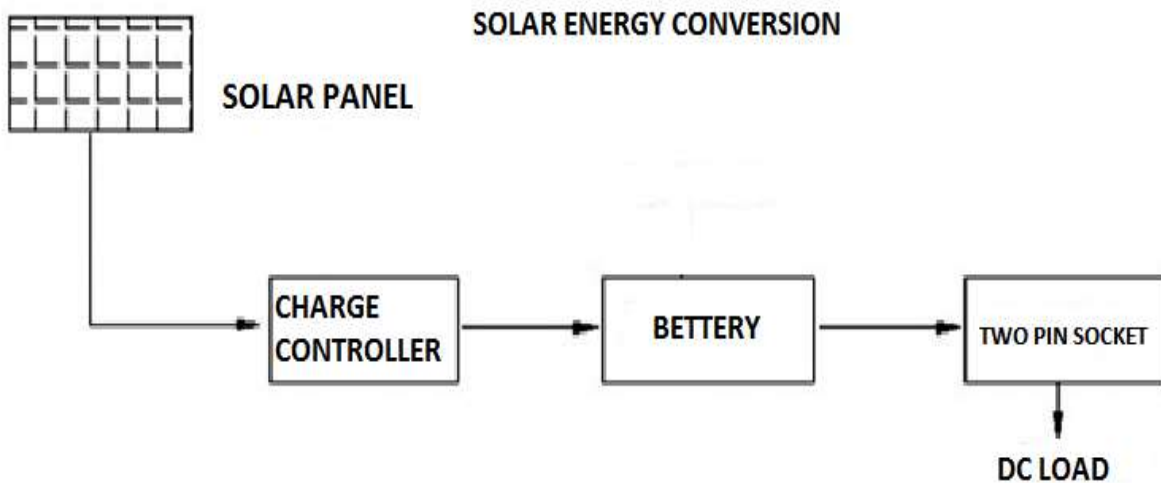 SOLAR ENERGY CONVERSION
SOLAR PANEL
CHARGE
CONTROLLER
BETTERY
TWO PIN SOCKET
DC LOAD